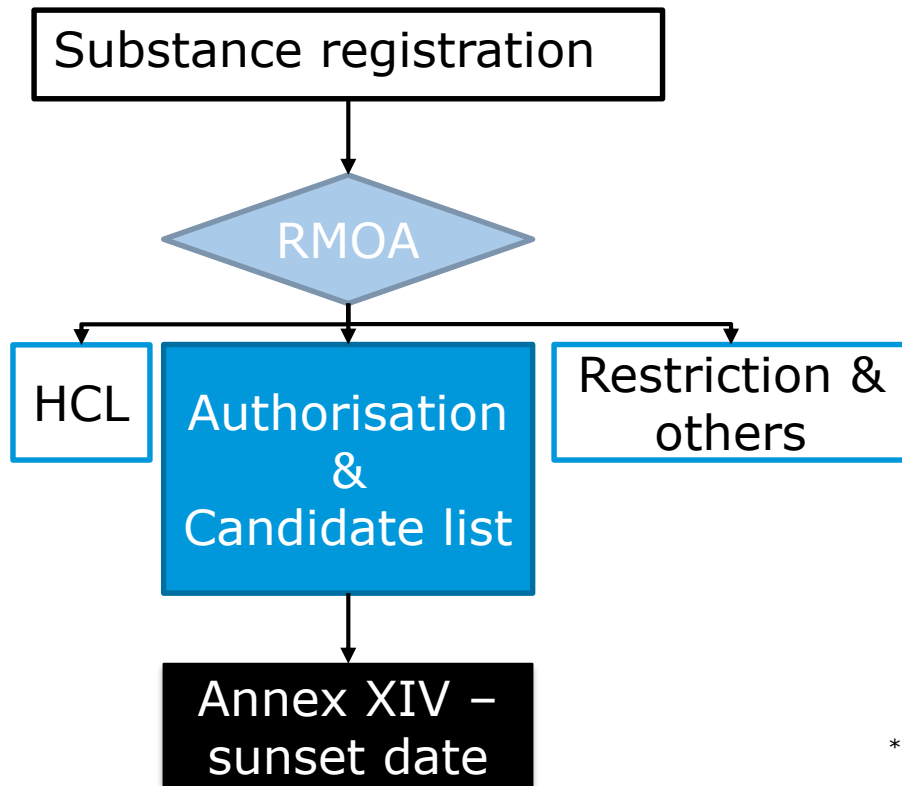 Substance registration
RMOA
HCL
Authorisation
&
Candidate list
Restriction &
others
Annex XIV –
sunset date
*